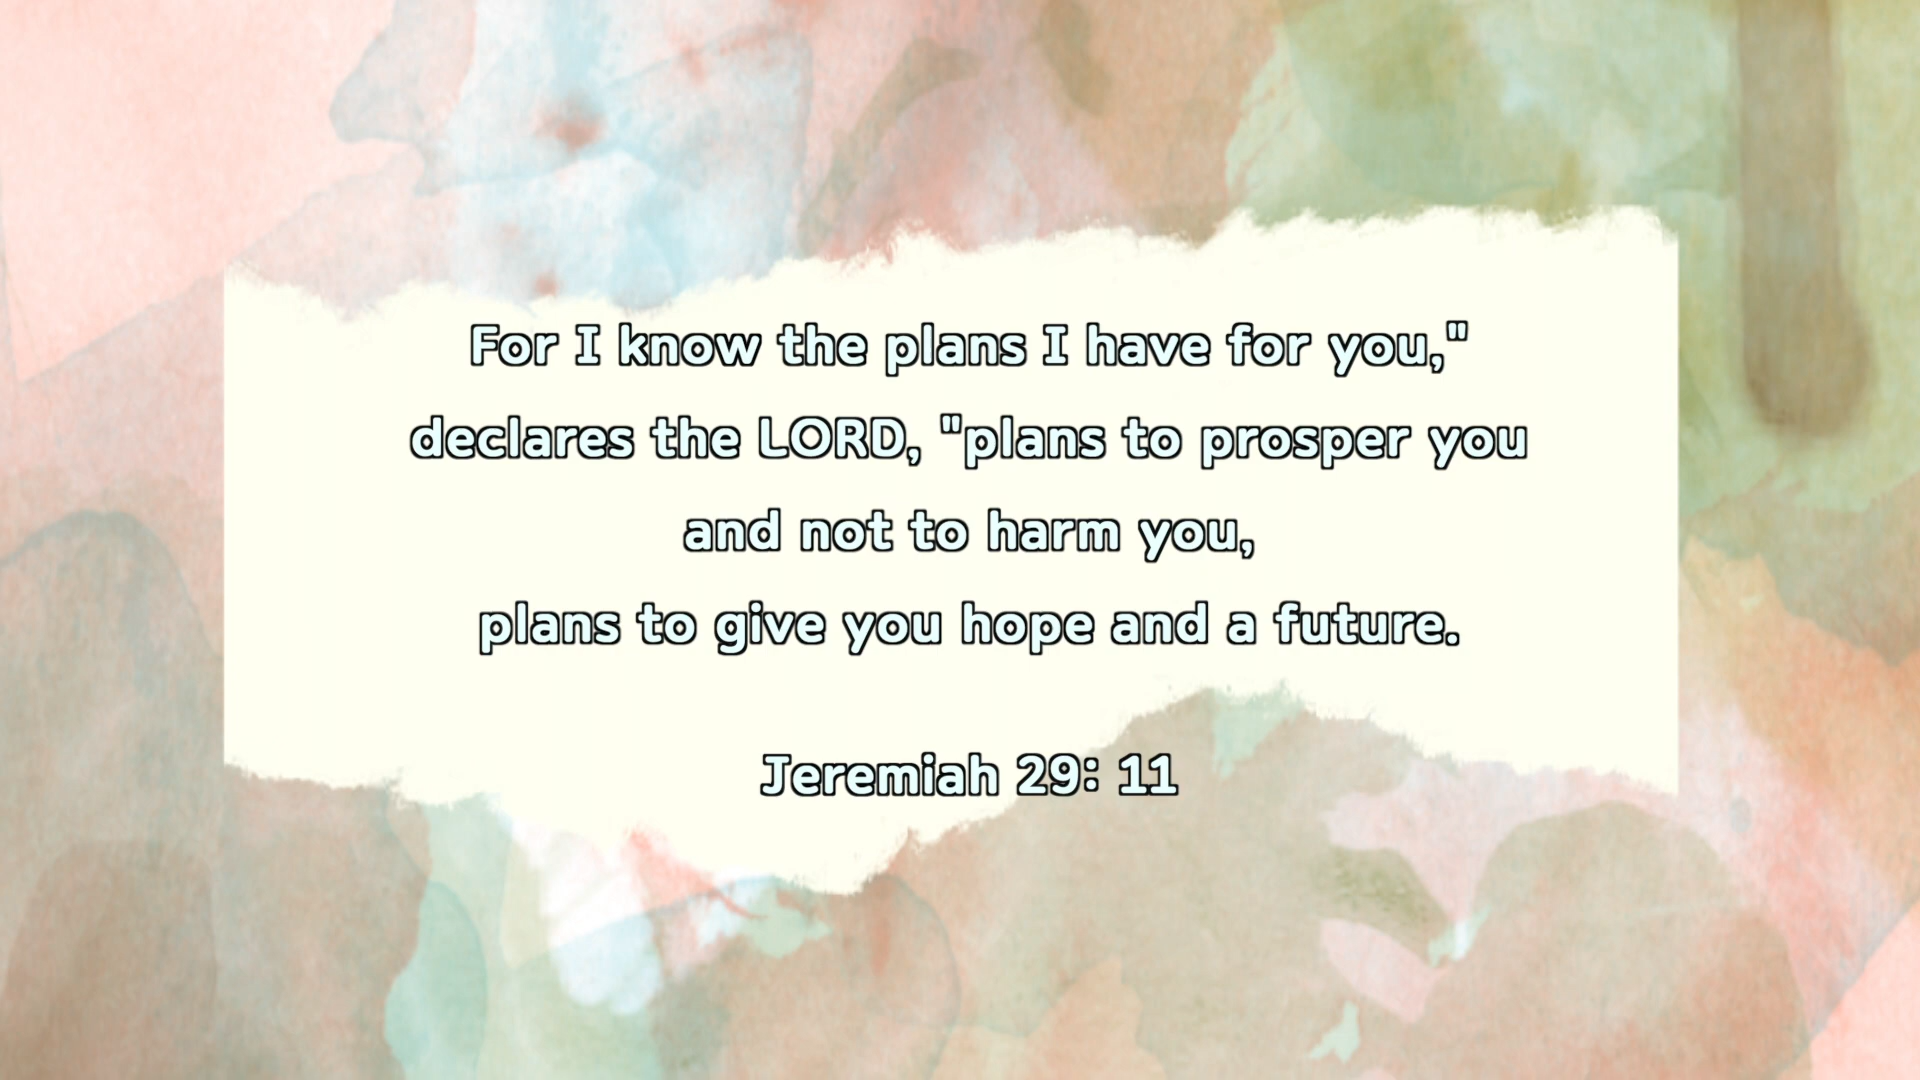 For I know the plans I have for you,"
declares the LORD, "plans to prosper you
and not to harm you,
plans to give you hope and a future.
Jeremiah 29: 11